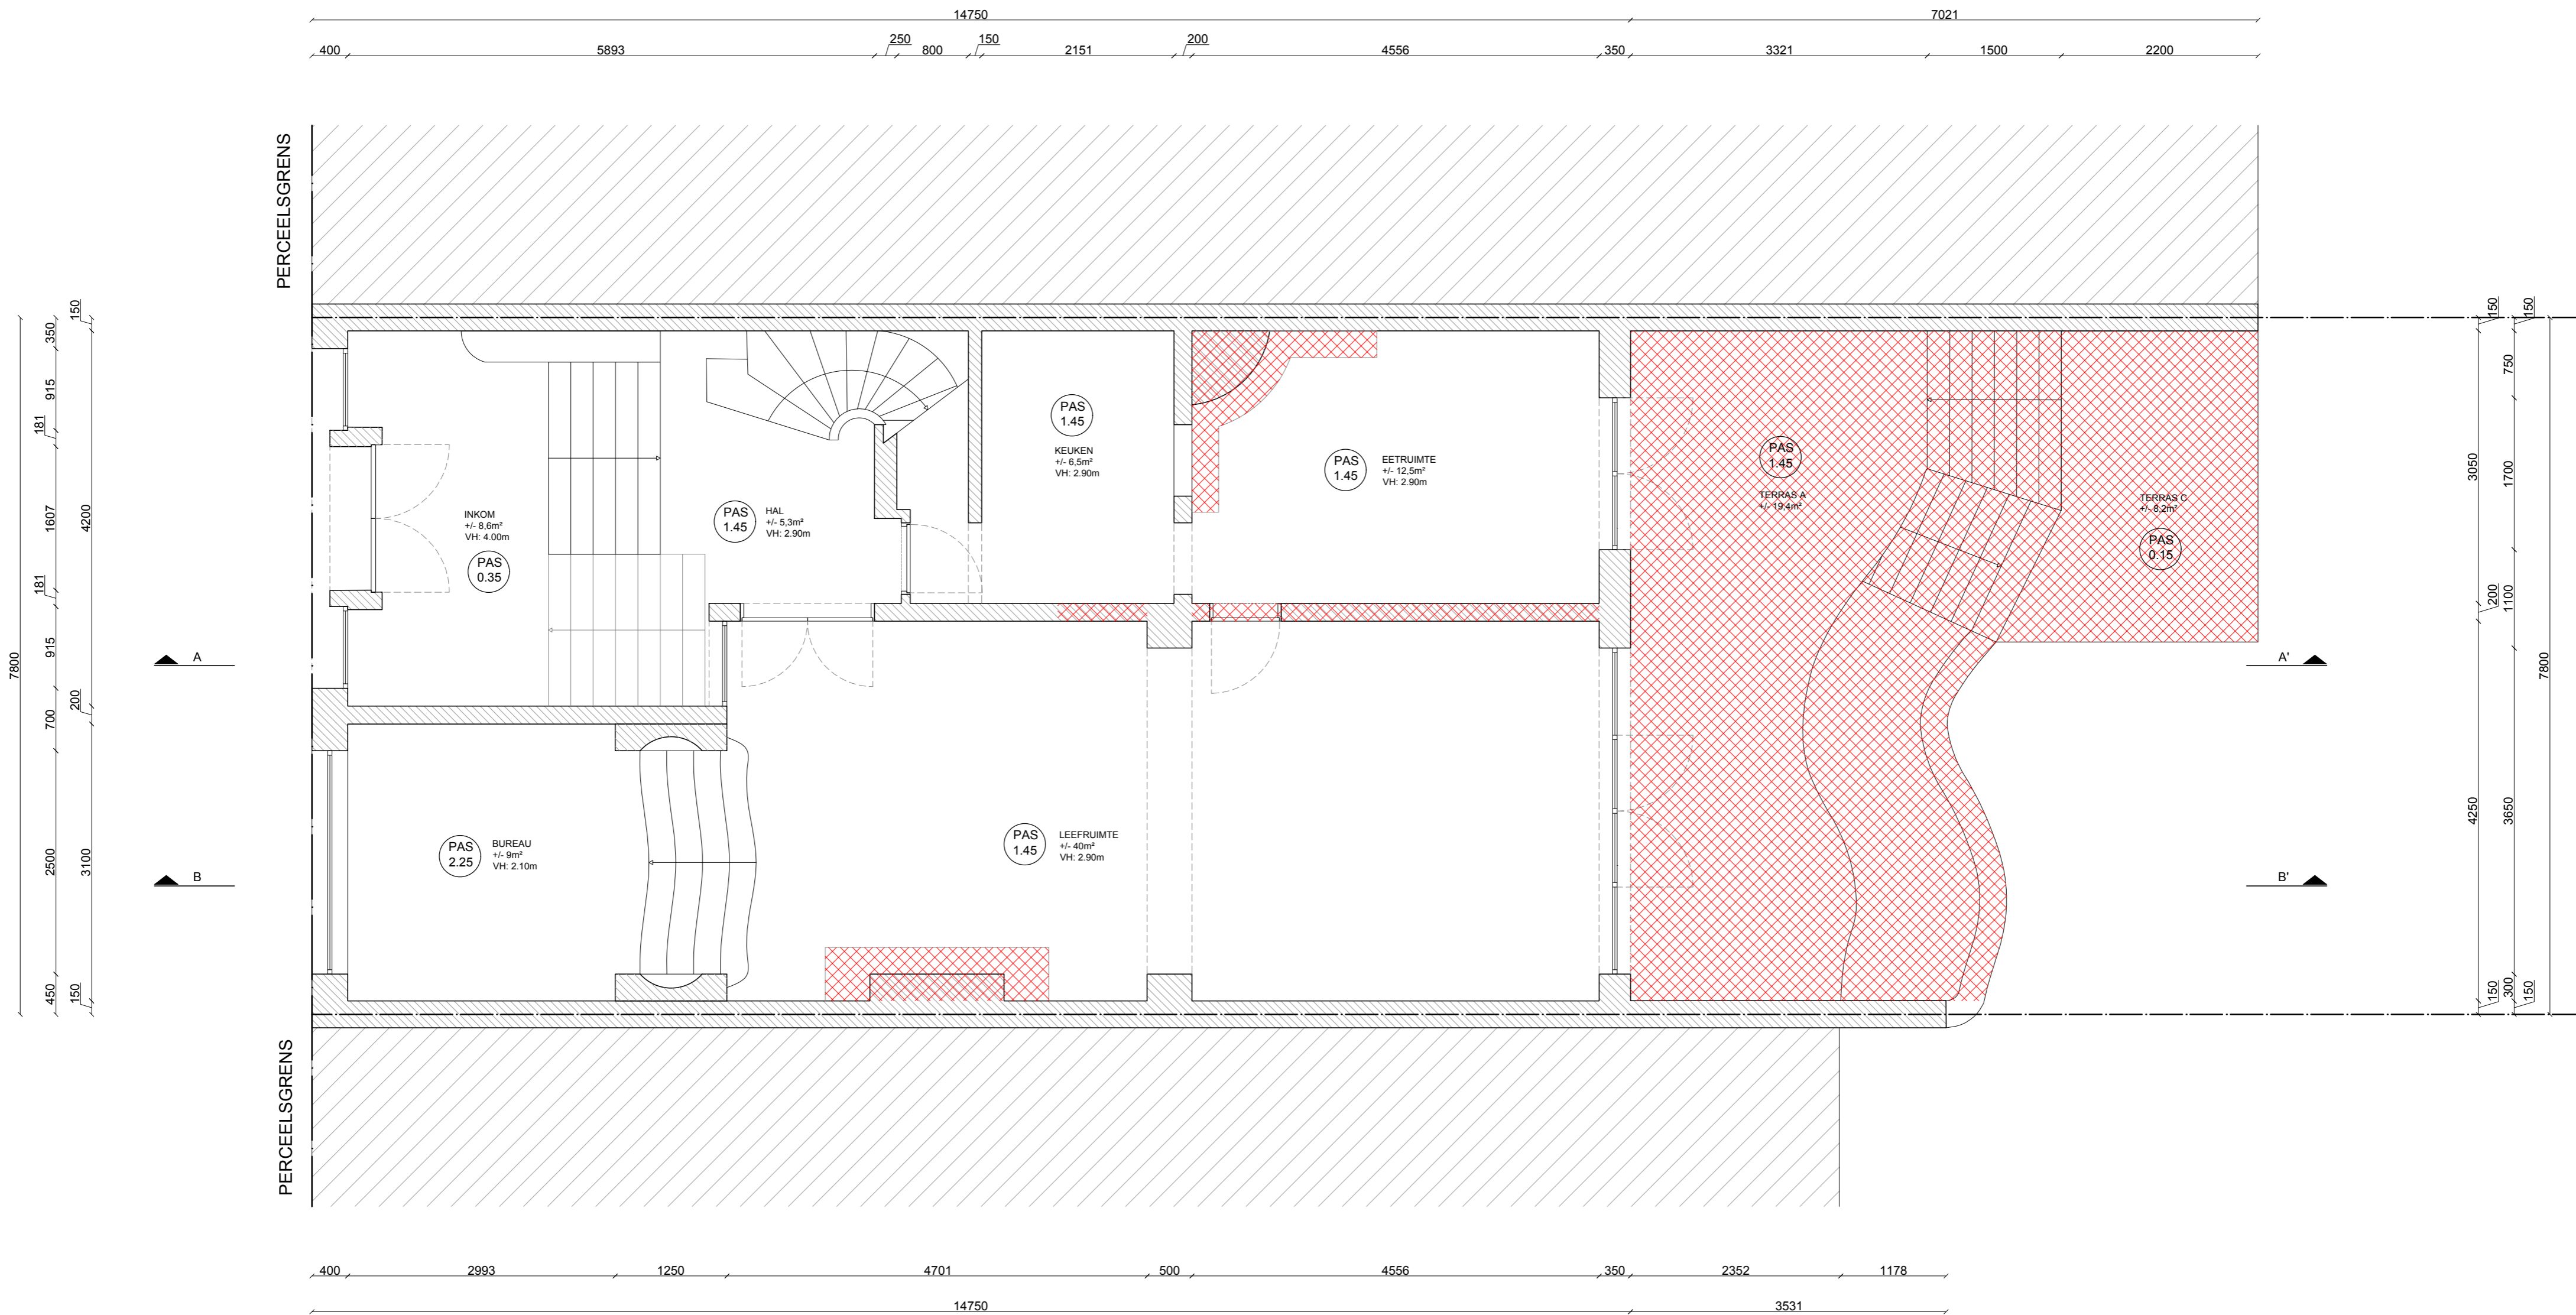 14750
7021
400
5893
250
800
150
2151
200
4556
350
3321
1500
2200
PERCEELSGRENS
7800
350
915
181
1607
181
915
700
2500
450
150
4200
200
3100
150
INKOM
+/- 8,6m²
VH: 4.00m
PAS
0.35
PAS
1.45
HAL
+/- 5,3m²
VH: 2.90m
PAS
1.45
KEUKEN
+/- 6,5m²
VH: 2.90m
PAS
1.45
EETRUIMTE
+/- 12,5m²
VH: 2.90m
PAS
1.45
TERRAS A
+/- 19,4m²
TERRAS C
+/- 8,2m²
PAS
0.15
A
A'
PAS
2.25
BUREAU
+/- 9m²
VH: 2.10m
PAS
1.45
LEEFRUIMTE
+/- 40m²
VH: 2.90m
B
B'
150
3050
200
4250
150
150
750
1700
1100
3650
300
150
7800
PERCEELSGRENS
400
2993
1250
4701
500
4556
350
2352
1178
14750
3531